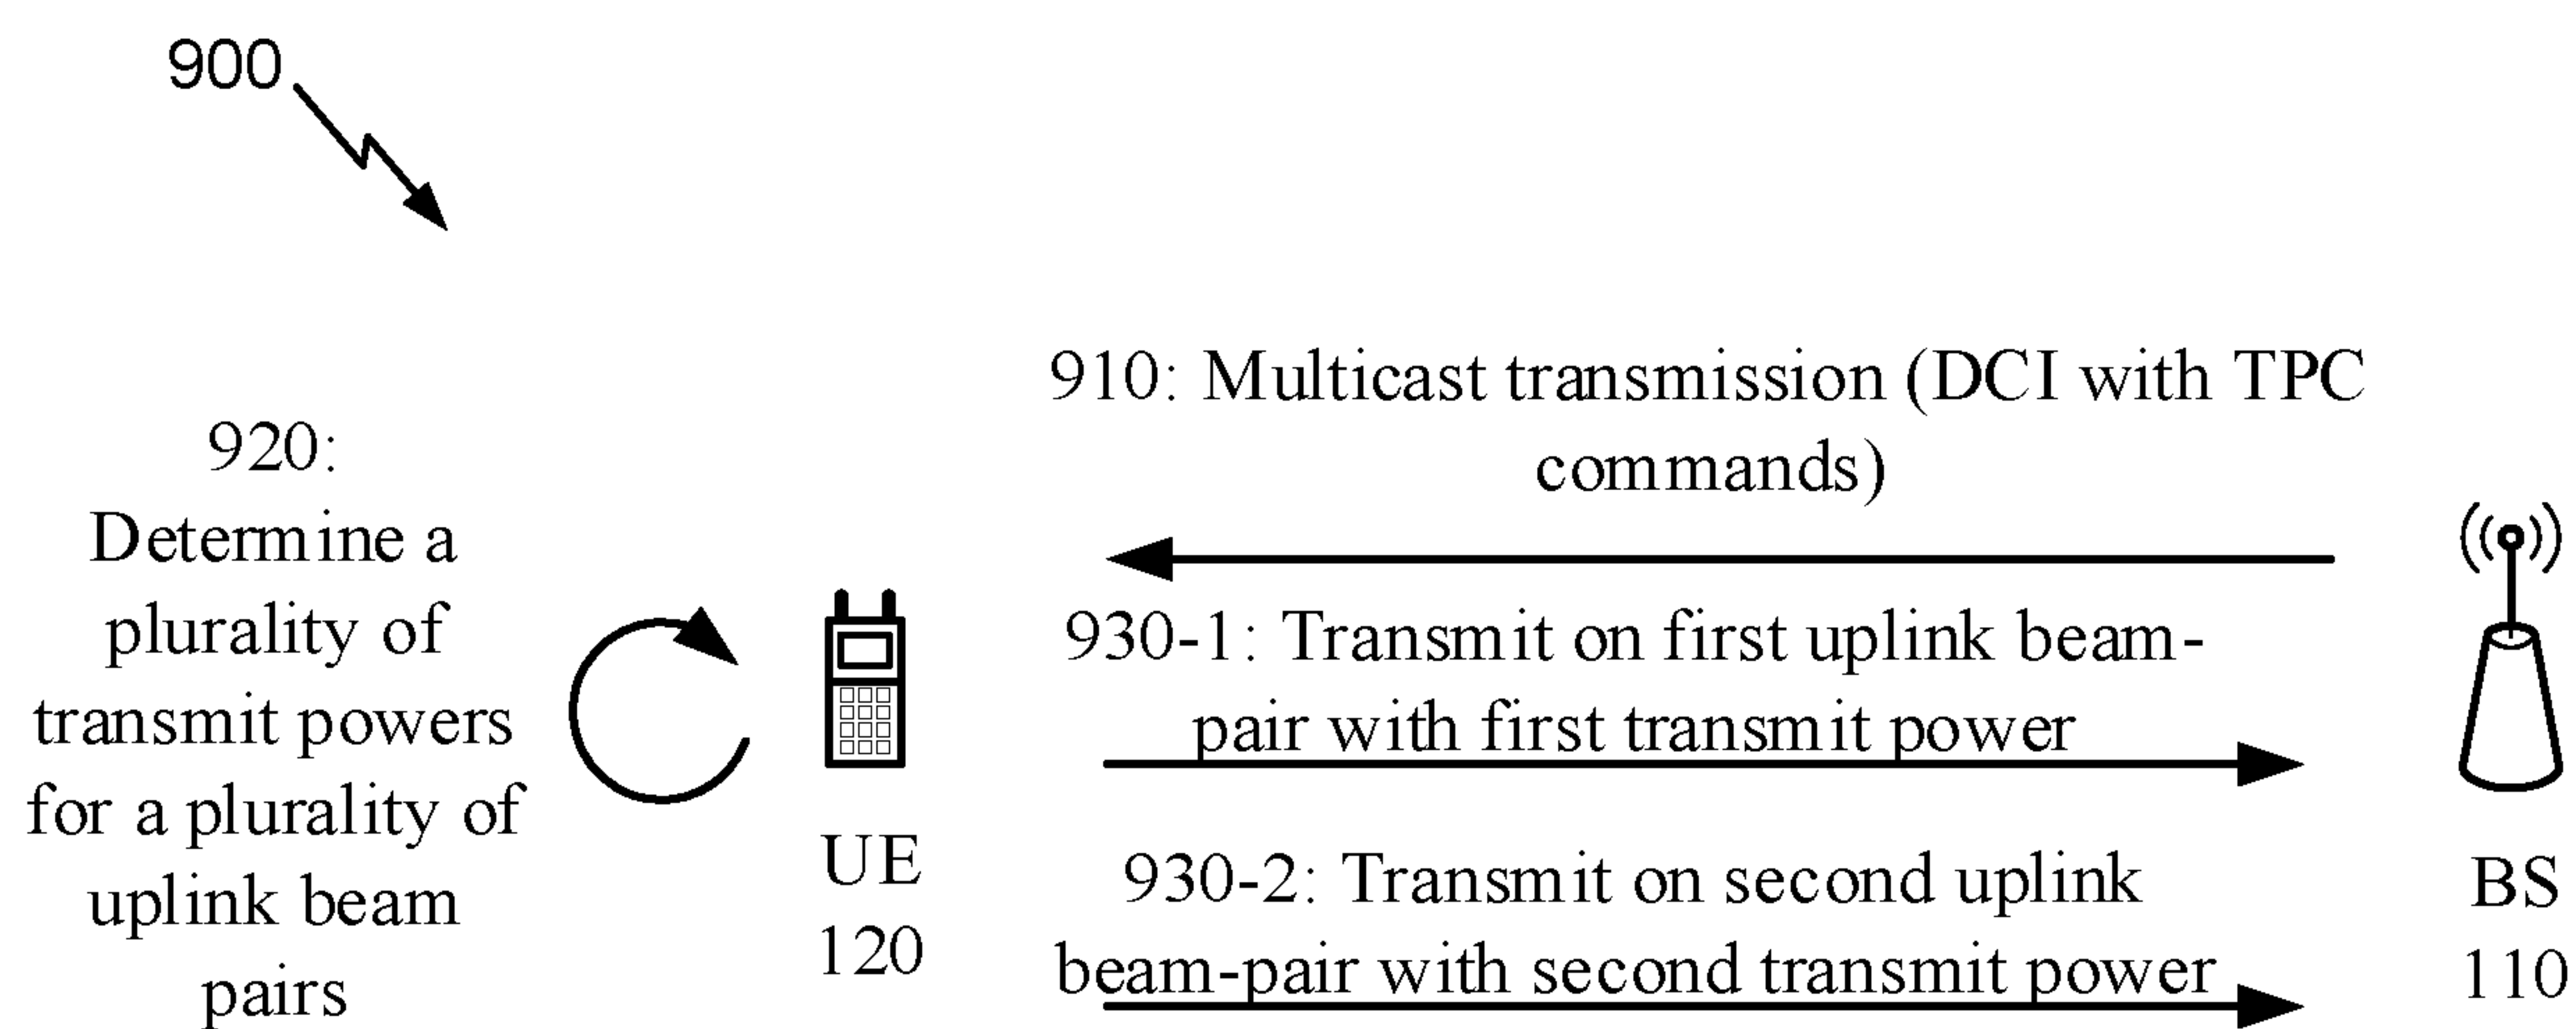 900
910: Multicast transmission (DCI with TPC
commands)
920:
Determine a
plurality of
transmit powers
for a plurality of
uplink beam
pairs
UE
120
930-1: Transmit on first uplink beam-
pair with first transmit power
930-2: Transmit on second uplink
beam-pair with second transmit power
BS
110